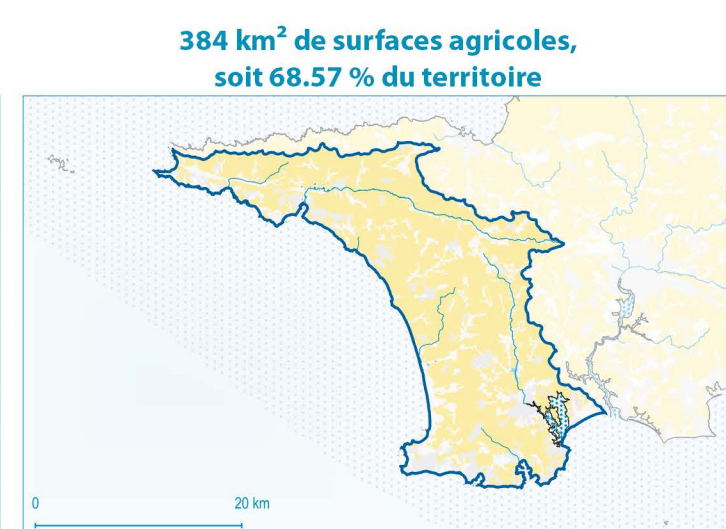 384 km² de surfaces agricoles,
soit 68.57 % du territoire
0 20 km